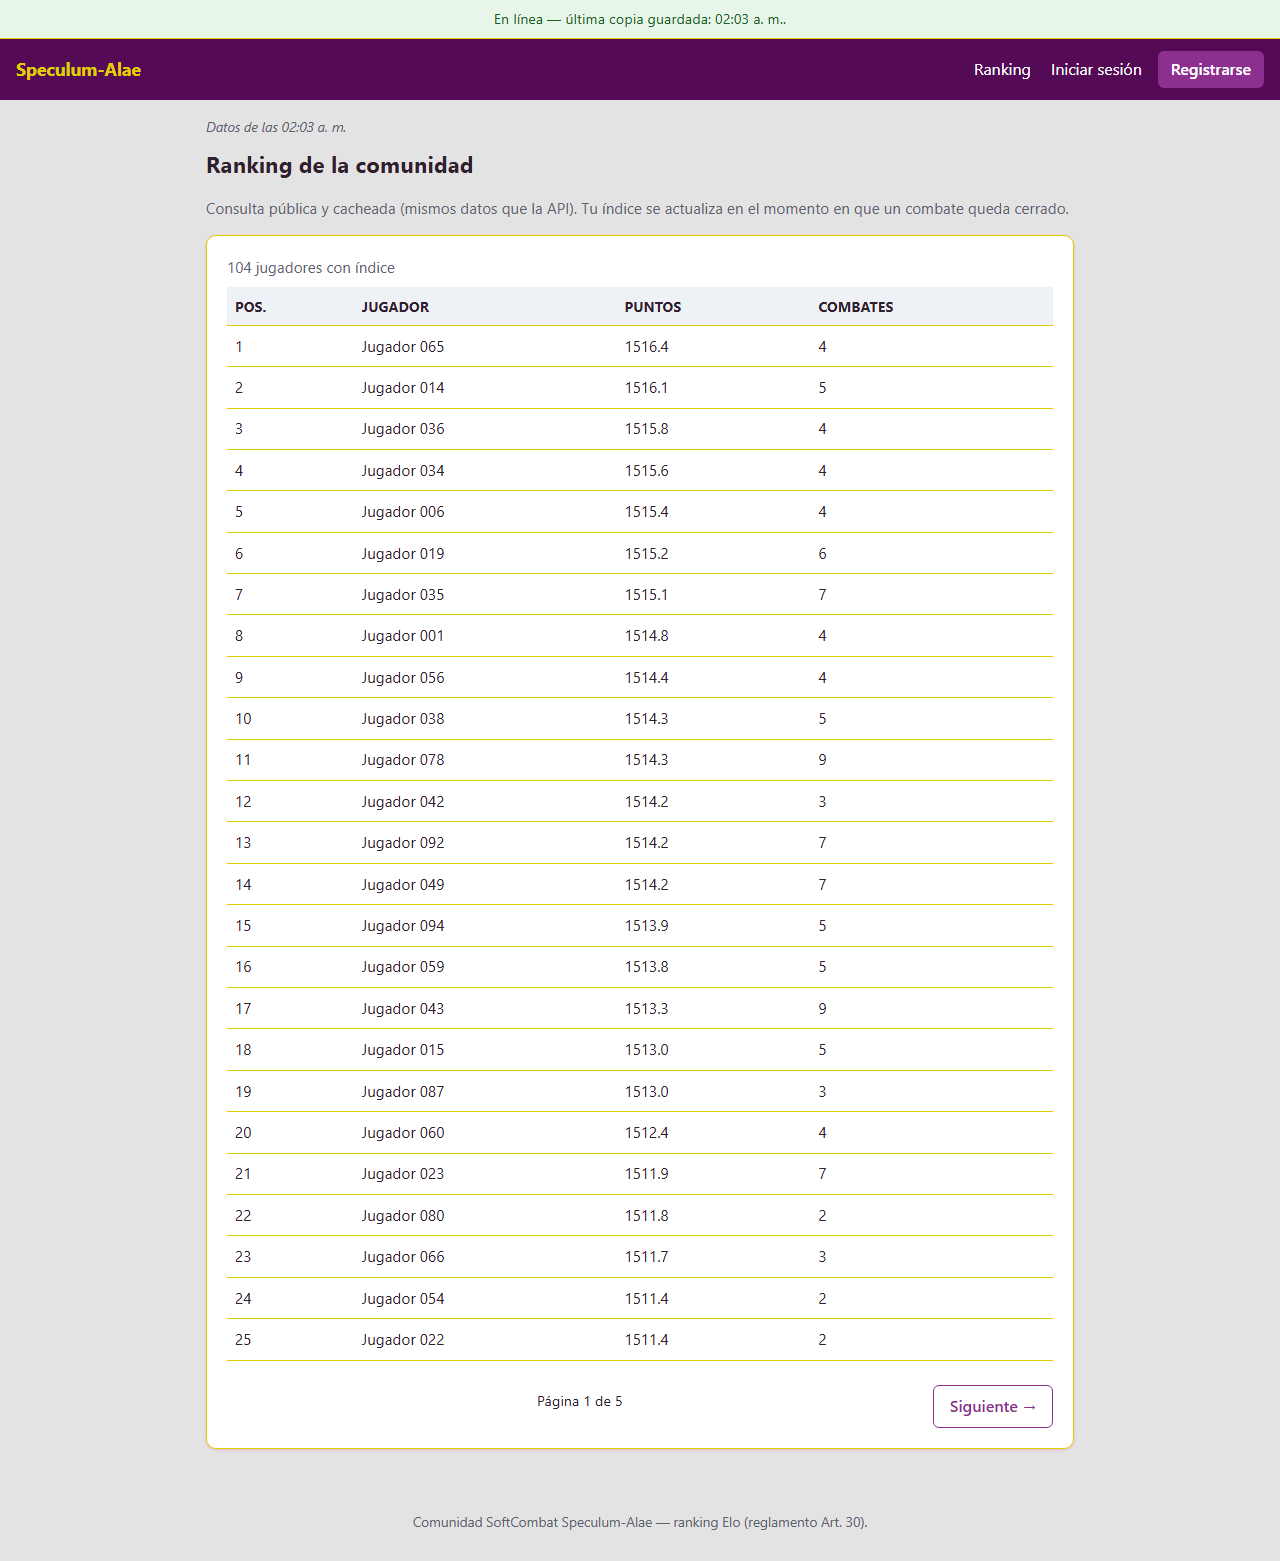 En línea — última copia guardada: 02:03 a. m..
Speculum-Alae
Ranking Iniciar sesión Registrarse
Datos de las 02:03 a. m.
Ranking de la comunidad
Consulta pública y cacheada (mismos datos que la API). Tu índice se actualiza en el momento en que un combate queda cerrado.
104 jugadores con índice
POS. JUGADOR PUNTOS COMBATES
1 Jugador 065 1516.4 4
2 Jugador 014 1516.1 5
3 Jugador 036 1515.8 4
4 Jugador 034 1515.6 4
5 Jugador 006 1515.4 4
6 Jugador 019 1515.2 6
7 Jugador 035 1515.1 7
8 Jugador 001 1514.8 4
9 Jugador 056 1514.4 4
10 Jugador 038 1514.3 5
11 Jugador 078 1514.3 9
12 Jugador 042 1514.2 3
13 Jugador 092 1514.2 7
14 Jugador 049 1514.2 7
15 Jugador 094 1513.9 5
16 Jugador 059 1513.8 5
17 Jugador 043 1513.3 9
18 Jugador 015 1513.0 5
19 Jugador 087 1513.0 3
20 Jugador 060 1512.4 4
21 Jugador 023 1511.9 7
22 Jugador 080 1511.8 2
23 Jugador 066 1511.7 3
24 Jugador 054 1511.4 2
25 Jugador 022 1511.4 2
Página 1 de 5
Siguiente →
Comunidad SoftCombat Speculum-Alae — ranking Elo (reglamento Art. 30).